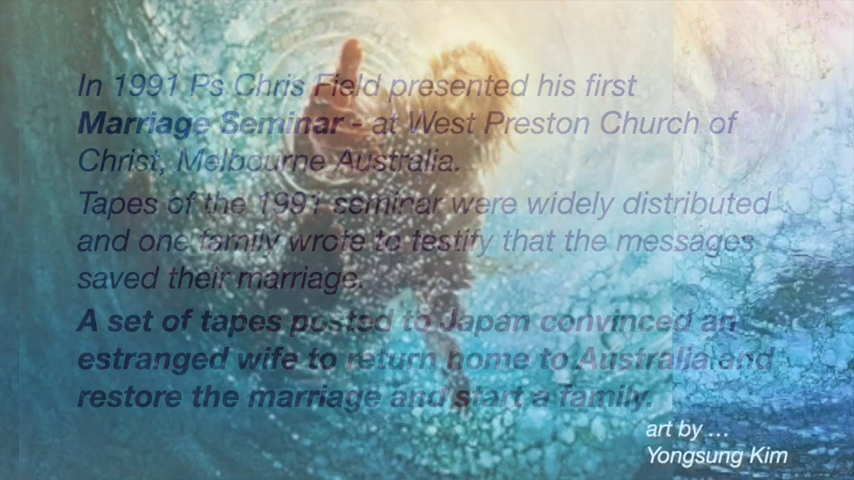 In 1991 Ps Chris Field presented his first
Marriage Seminar - at West Preston Church of
Christ, Melbourne Australia.
Tapes of the 1991 seminar were widely distributed
and one family wrote to testify that the messages
saved their marriage.
A set of tapes posted to Japan convinced an
estranged wife to return home to Australia and
restore the marriage and start a family.
art by ...
Yongsung Kim